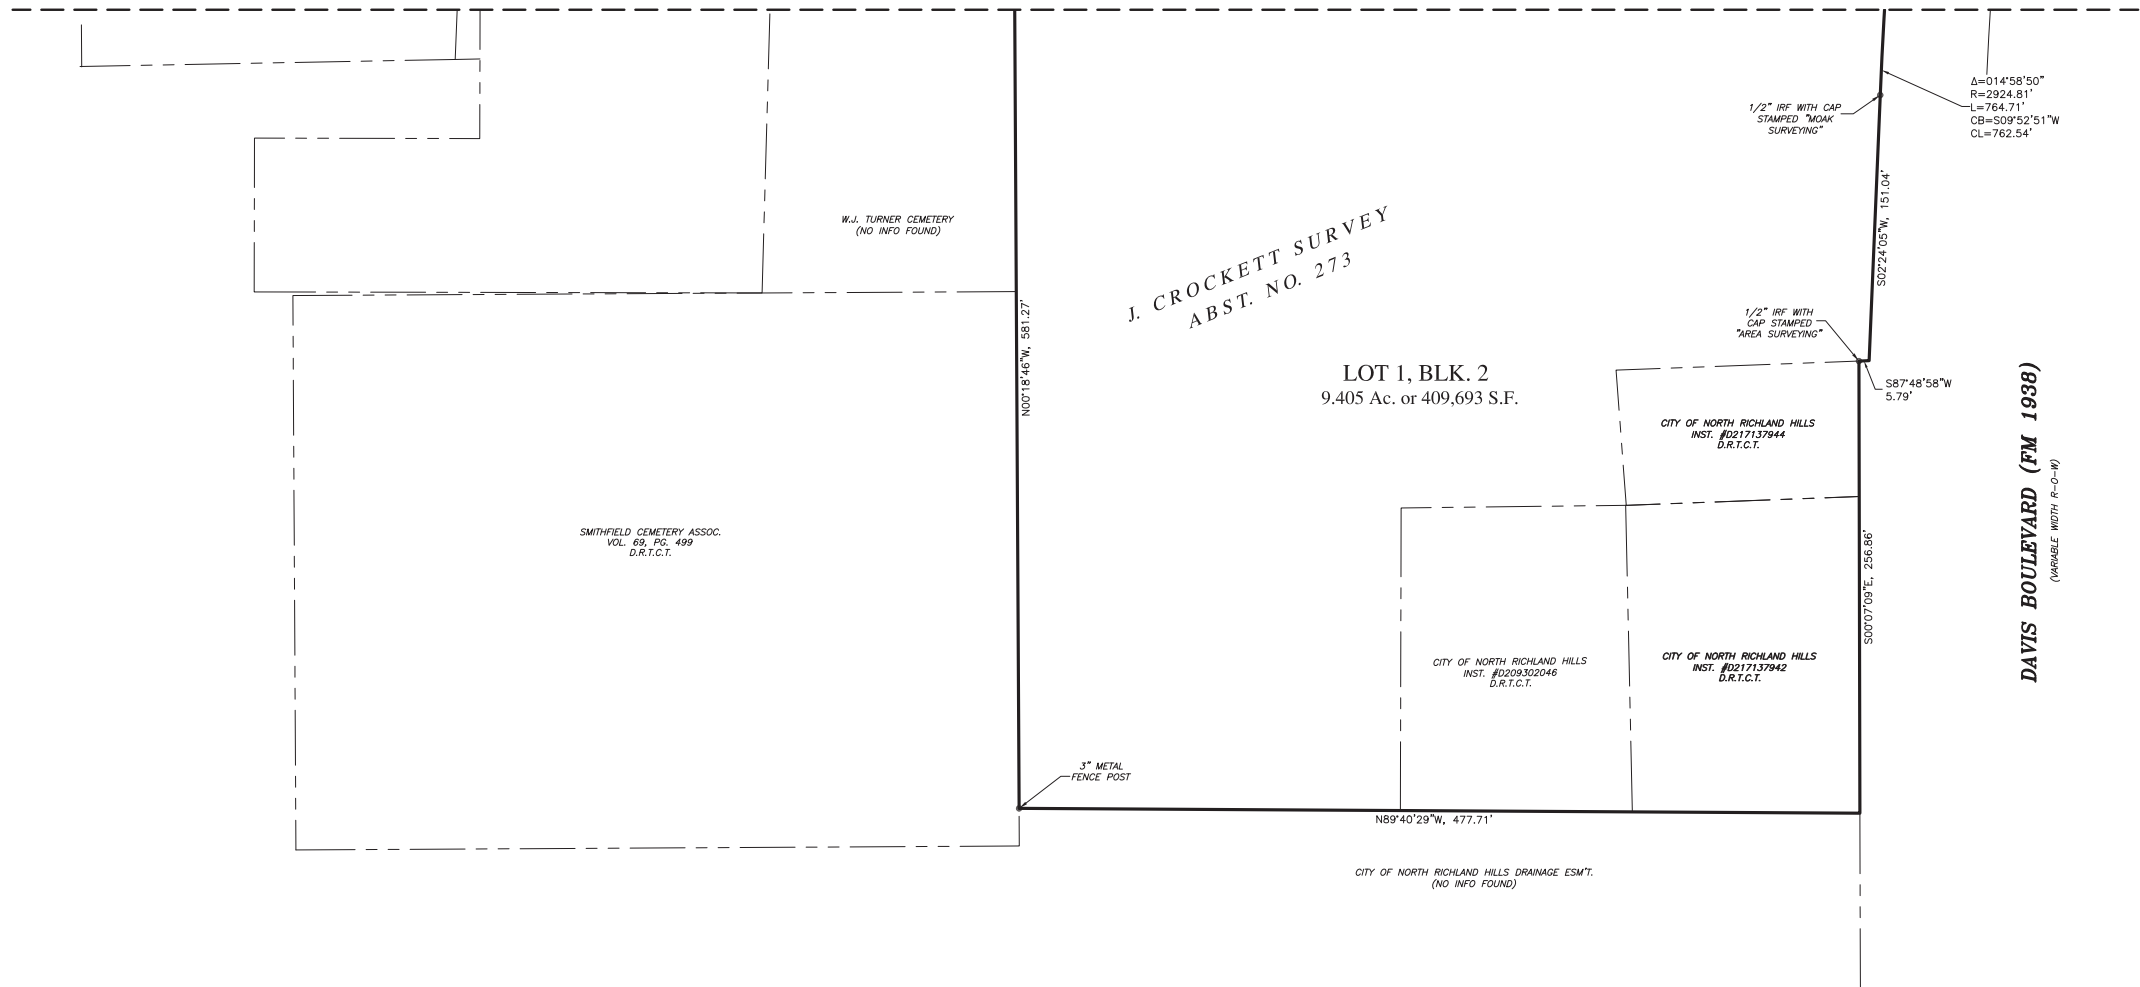 Δ=014°58'50"
R=2924.81'
L=764.71'
CB=S09°52'51"W
CL=762.54'
1/2" IRF WITH CAP
STAMPED "MOAK
SURVEYING"
S02°24'05"W, 151.04'
W.J. TURNER CEMETERY
(NO INFO FOUND)
J. CROCKETT SURVEY
ABST. NO. 273
N00°18'46"W, 581.27'
1/2" IRF WITH
CAP STAMPED
"AREA SURVEYING"
LOT 1, BLK. 2
9.405 Ac. or 409,693 S.F.
S87°48'58"W
5.79'
DAVIS BOULEVARD (FM 1938)
(VARIABLE WIDTH R-O-W)
CITY OF NORTH RICHLAND HILLS
INST. #D217137944
D.R.T.C.T.
SMITHFIELD CEMETERY ASSOC.
VOL. 69, PG. 499
D.R.T.C.T.
S00°07'09"E, 256.86'
CITY OF NORTH RICHLAND HILLS
INST. #D209302046
D.R.T.C.T.
CITY OF NORTH RICHLAND HILLS
INST. #D217137942
D.R.T.C.T.
3" METAL
FENCE POST
N89°40'29"W, 477.71'
CITY OF NORTH RICHLAND HILLS DRAINAGE ESM'T.
(NO INFO FOUND)